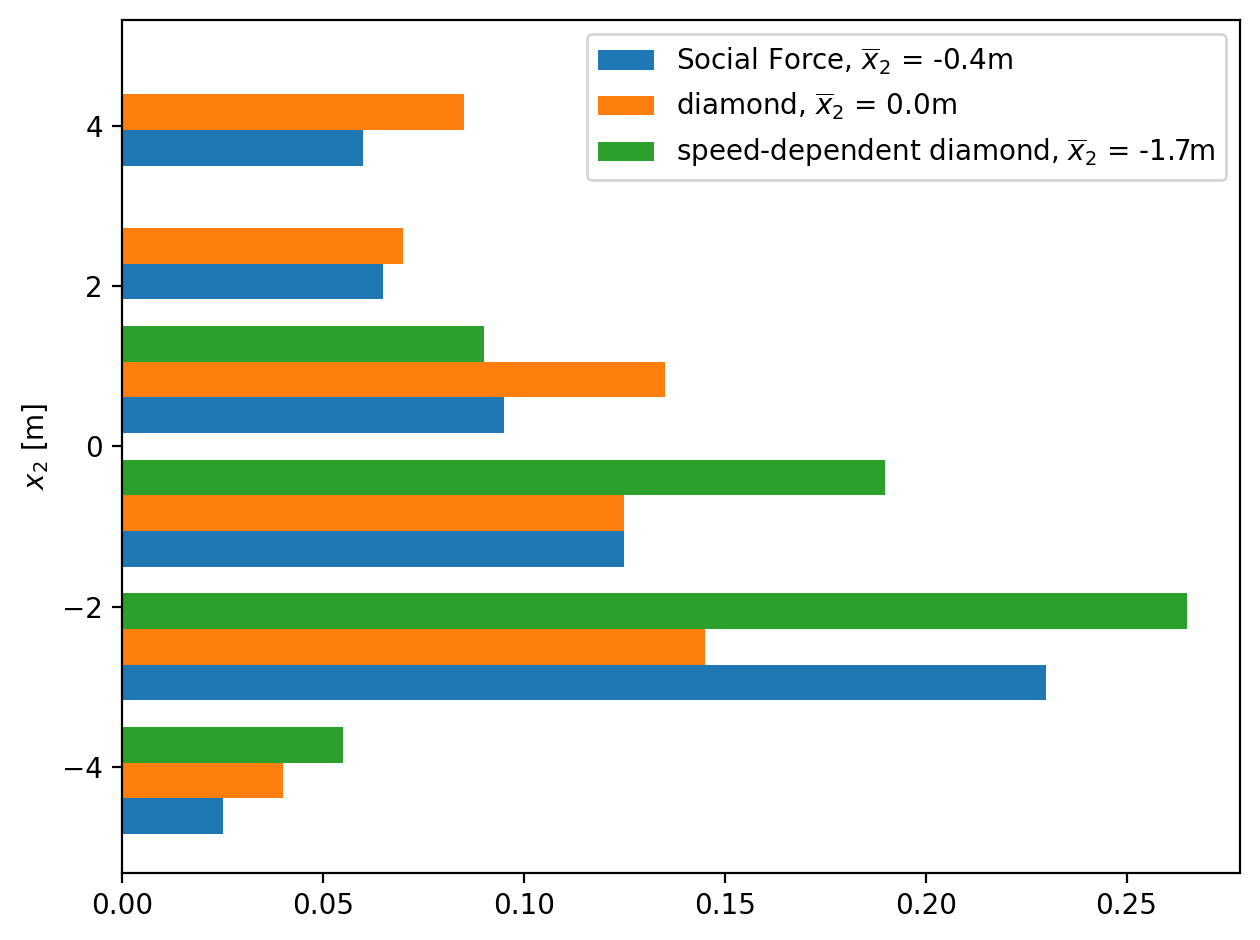 Social Force, x̅₂ = -0.4m
diamond, x̅₂ = 0.0m
speed-dependent diamond, x̅₂ = -1.7m
4
2
0
−2
−4
x₂ [m]
0.00 0.05 0.10 0.15 0.20 0.25